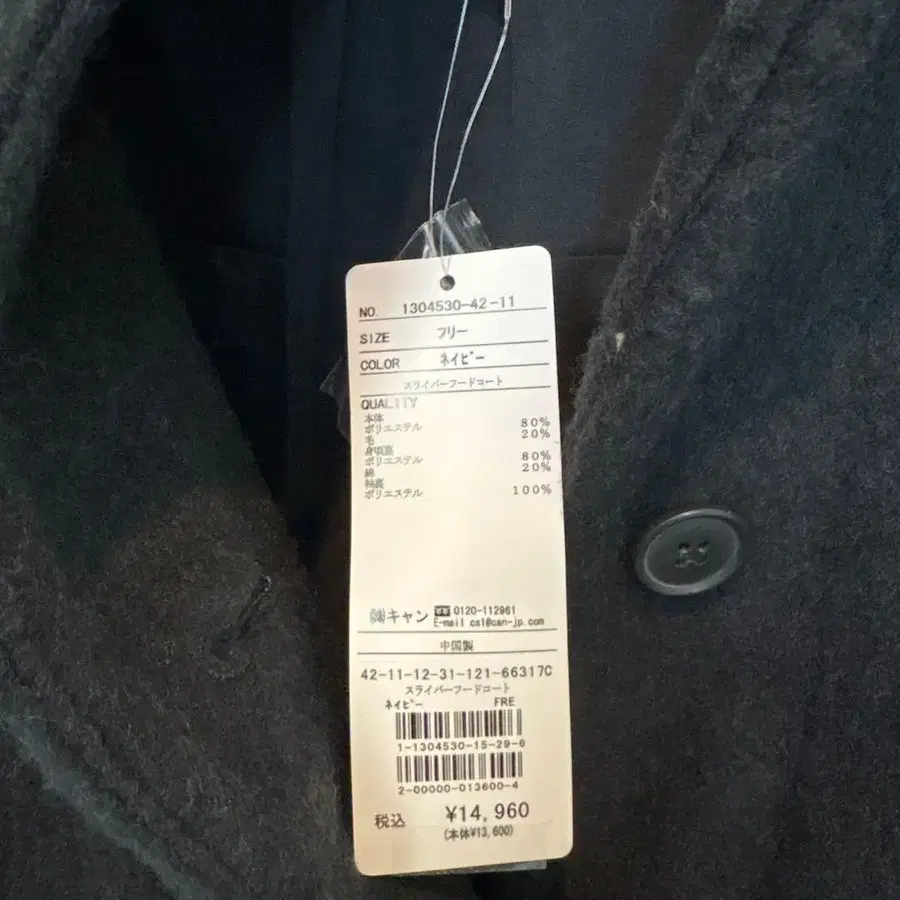 NO. 1304530-42-11
SIZE フリー
COLOR ネイビー
スライバーフードコート
QUALITY
本体
ポリエステル 80%
毛 20%
身頃裏
ポリエステル 80%
綿 20%
袖裏
ポリエステル 100%
㈱キャン 0120-112961
E-mail cs1@can-jp.com
中国製
42-11-12-31-121-66317C
スライバーフードコート
ネイビー FRE
1-1304530-15-29-6
2-00000-013600-4
税込 ¥14,960
(本体¥13,600)